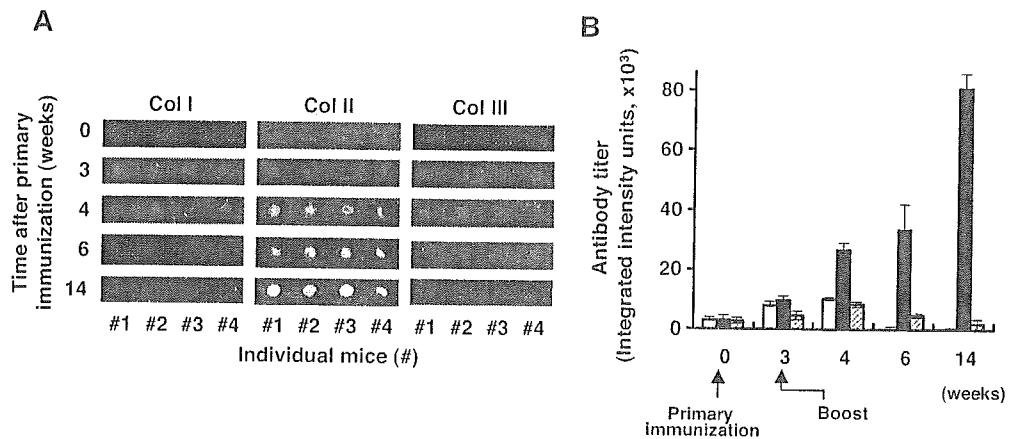 A
Time after primary
immunization (weeks)
Col I
Col II
Col III
0
3
4
6
14
#1 #2 #3 #4
#1 #2 #3 #4
#1 #2 #3 #4
Individual mice (#)
B
Antibody titer
(Integrated intensity units, x10³)
80
60
40
20
0
0 3 4 6 14
(weeks)
Primary
immunization
Boost